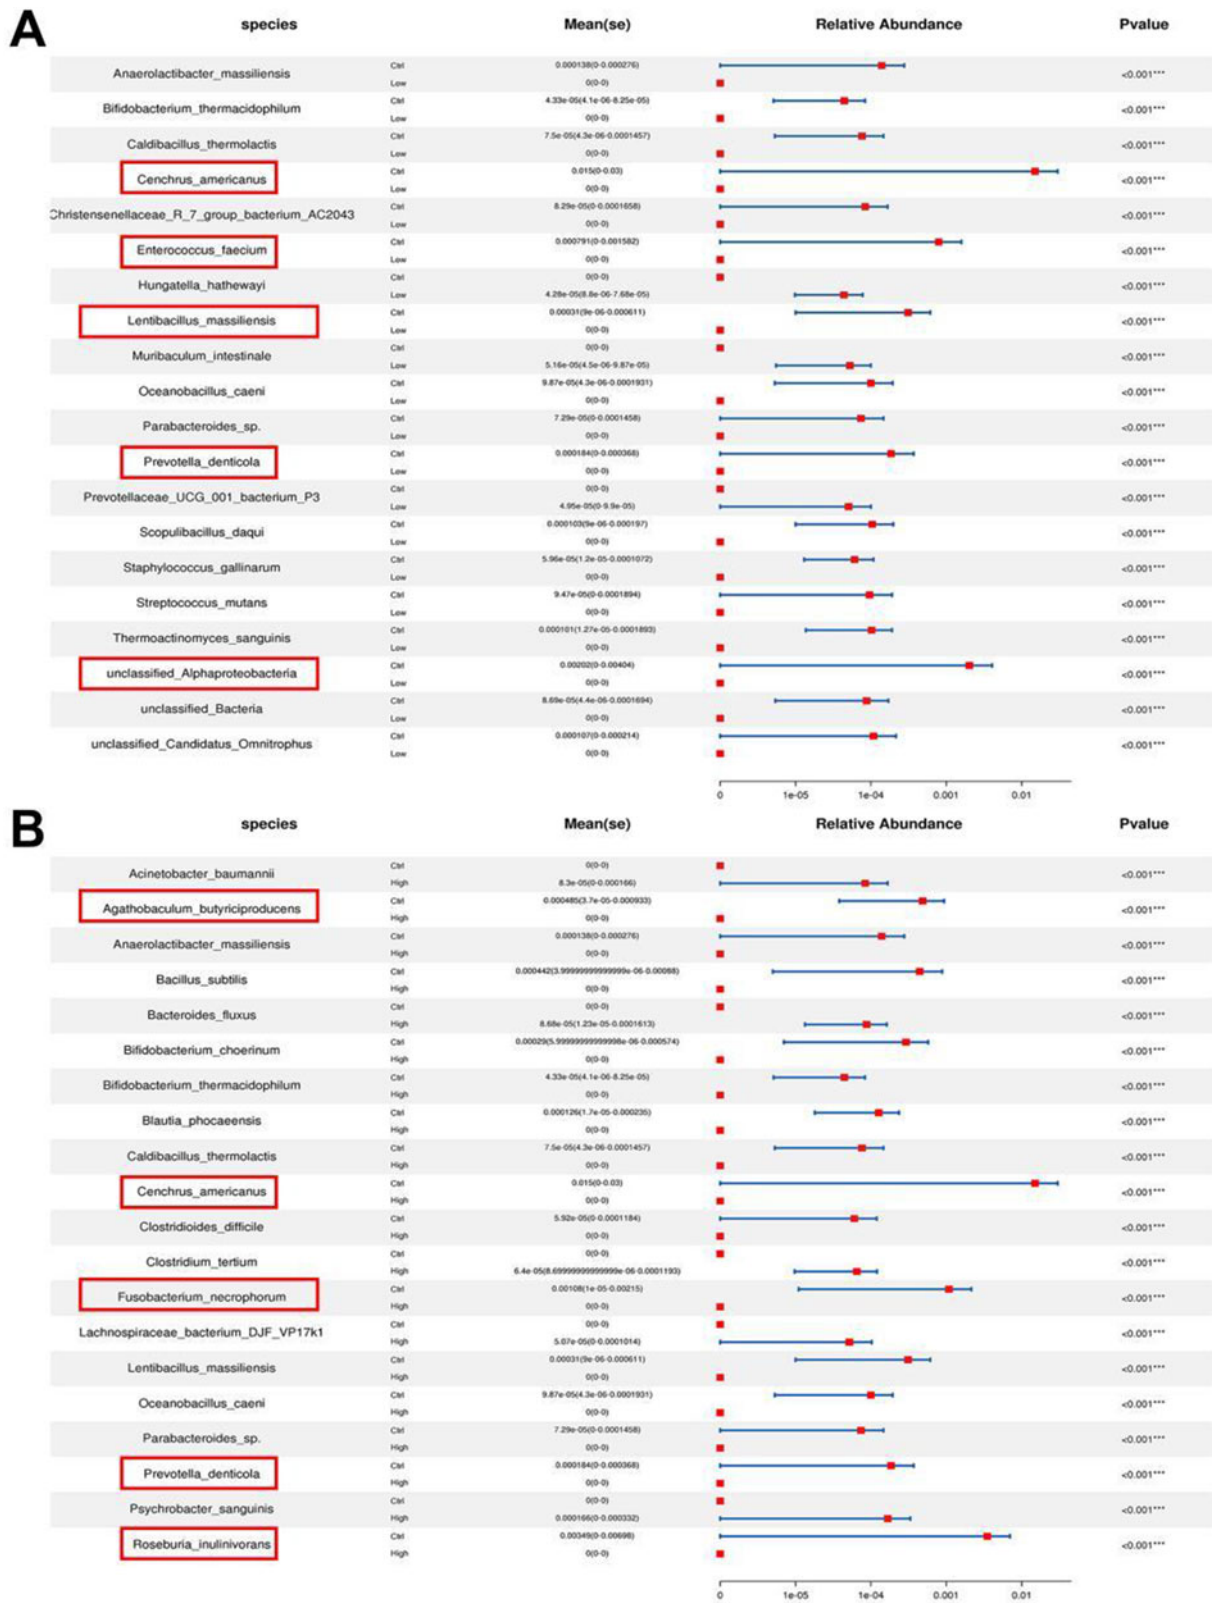 A
species Mean(se) Relative Abundance Pvalue
Anaerolactibacter_massiliensis Ctrl 0.000138(0-0.000276) <0.001***
Low 0(0-0)
Bifidobacterium_thermacidophilum Ctrl 4.33e-05(4.1e-06-8.25e-05) <0.001***
Low 0(0-0)
Caldibacillus_thermolactis Ctrl 7.5e-05(4.3e-06-0.0001457) <0.001***
Low 0(0-0)
Cenchrus_americanus Ctrl 0.015(0-0.03) <0.001***
Low 0(0-0)
Christensenellaceae_R_7_group_bacterium_AC2043 Ctrl 8.29e-05(0-0.0001658) <0.001***
Low 0(0-0)
Enterococcus_faecium Ctrl 0.000791(0-0.001582) <0.001***
Low 0(0-0)
Hungatella_hathewayi Ctrl 0(0-0) <0.001***
Low 4.28e-05(8.8e-06-7.68e-05)
Lentibacillus_massiliensis Ctrl 0.00031(9e-06-0.000611) <0.001***
Low 0(0-0)
Muribaculum_intestinale Ctrl 0(0-0) <0.001***
Low 5.16e-05(4.5e-06-9.87e-05)
Oceanobacillus_caeni Ctrl 9.87e-05(4.3e-06-0.0001931) <0.001***
Low 0(0-0)
Parabacteroides_sp. Ctrl 7.29e-05(0-0.0001458) <0.001***
Low 0(0-0)
Prevotella_denticola Ctrl 0.000184(0-0.000368) <0.001***
Low 0(0-0)
Prevotellaceae_UCG_001_bacterium_P3 Ctrl 0(0-0) <0.001***
Low 4.95e-05(0-9.9e-05)
Scopulibacillus_daqui Ctrl 0.000103(9e-06-0.000197) <0.001***
Low 0(0-0)
Staphylococcus_gallinarum Ctrl 5.96e-05(1.2e-05-0.0001072) <0.001***
Low 0(0-0)
Streptococcus_mutans Ctrl 9.47e-05(0-0.0001894) <0.001***
Low 0(0-0)
Thermoactinomyces_sanguinis Ctrl 0.000101(1.27e-05-0.0001893) <0.001***
Low 0(0-0)
unclassified_Alphaproteobacteria Ctrl 0.00202(0-0.00404) <0.001***
Low 0(0-0)
unclassified_Bacteria Ctrl 8.69e-05(4.4e-06-0.0001694) <0.001***
Low 0(0-0)
unclassified_Candidatus_Omnitrophus Ctrl 0.000107(0-0.000214) <0.001***
Low 0(0-0)
0 1e-05 1e-04 0.001 0.01
B
species Mean(se) Relative Abundance Pvalue
Acinetobacter_baumannii Ctrl 0(0-0) <0.001***
High 8.3e-05(0-0.000166)
Agathobaculum_butyriciproducens Ctrl 0.000485(3.7e-05-0.000933) <0.001***
High 0(0-0)
Anaerolactibacter_massiliensis Ctrl 0.000138(0-0.000276) <0.001***
High 0(0-0)
Bacillus_subtilis Ctrl 0.000442(3.99999999999999e-06-0.00088) <0.001***
High 0(0-0)
Bacteroides_fluxus Ctrl 0(0-0) <0.001***
High 8.68e-05(1.23e-05-0.0001613)
Bifidobacterium_choerinum Ctrl 0.00029(5.99999999999998e-06-0.000574) <0.001***
High 0(0-0)
Bifidobacterium_thermacidophilum Ctrl 4.33e-05(4.1e-06-8.25e-05) <0.001***
High 0(0-0)
Blautia_phocaeensis Ctrl 0.000126(1.7e-05-0.000235) <0.001***
High 0(0-0)
Caldibacillus_thermolactis Ctrl 7.5e-05(4.3e-06-0.0001457) <0.001***
High 0(0-0)
Cenchrus_americanus Ctrl 0.015(0-0.03) <0.001***
High 0(0-0)
Clostridioides_difficile Ctrl 5.92e-05(0-0.0001184) <0.001***
High 0(0-0)
Clostridium_tertium Ctrl 0(0-0) <0.001***
High 6.4e-05(8.69999999999999e-06-0.0001193)
Fusobacterium_necrophorum Ctrl 0.00108(1e-05-0.00215) <0.001***
High 0(0-0)
Lachnospiraceae_bacterium_DJF_VP17k1 Ctrl 0(0-0) <0.001***
High 5.07e-05(0-0.0001014)
Lentibacillus_massiliensis Ctrl 0.00031(9e-06-0.000611) <0.001***
High 0(0-0)
Oceanobacillus_caeni Ctrl 9.87e-05(4.3e-06-0.0001931) <0.001***
High 0(0-0)
Parabacteroides_sp. Ctrl 7.29e-05(0-0.0001458) <0.001***
High 0(0-0)
Prevotella_denticola Ctrl 0.000184(0-0.000368) <0.001***
High 0(0-0)
Psychrobacter_sanguinis Ctrl 0(0-0) <0.001***
High 0.000166(0-0.000332)
Roseburia_inulinivorans Ctrl 0.00349(0-0.00698) <0.001***
High 0(0-0)
0 1e-05 1e-04 0.001 0.01